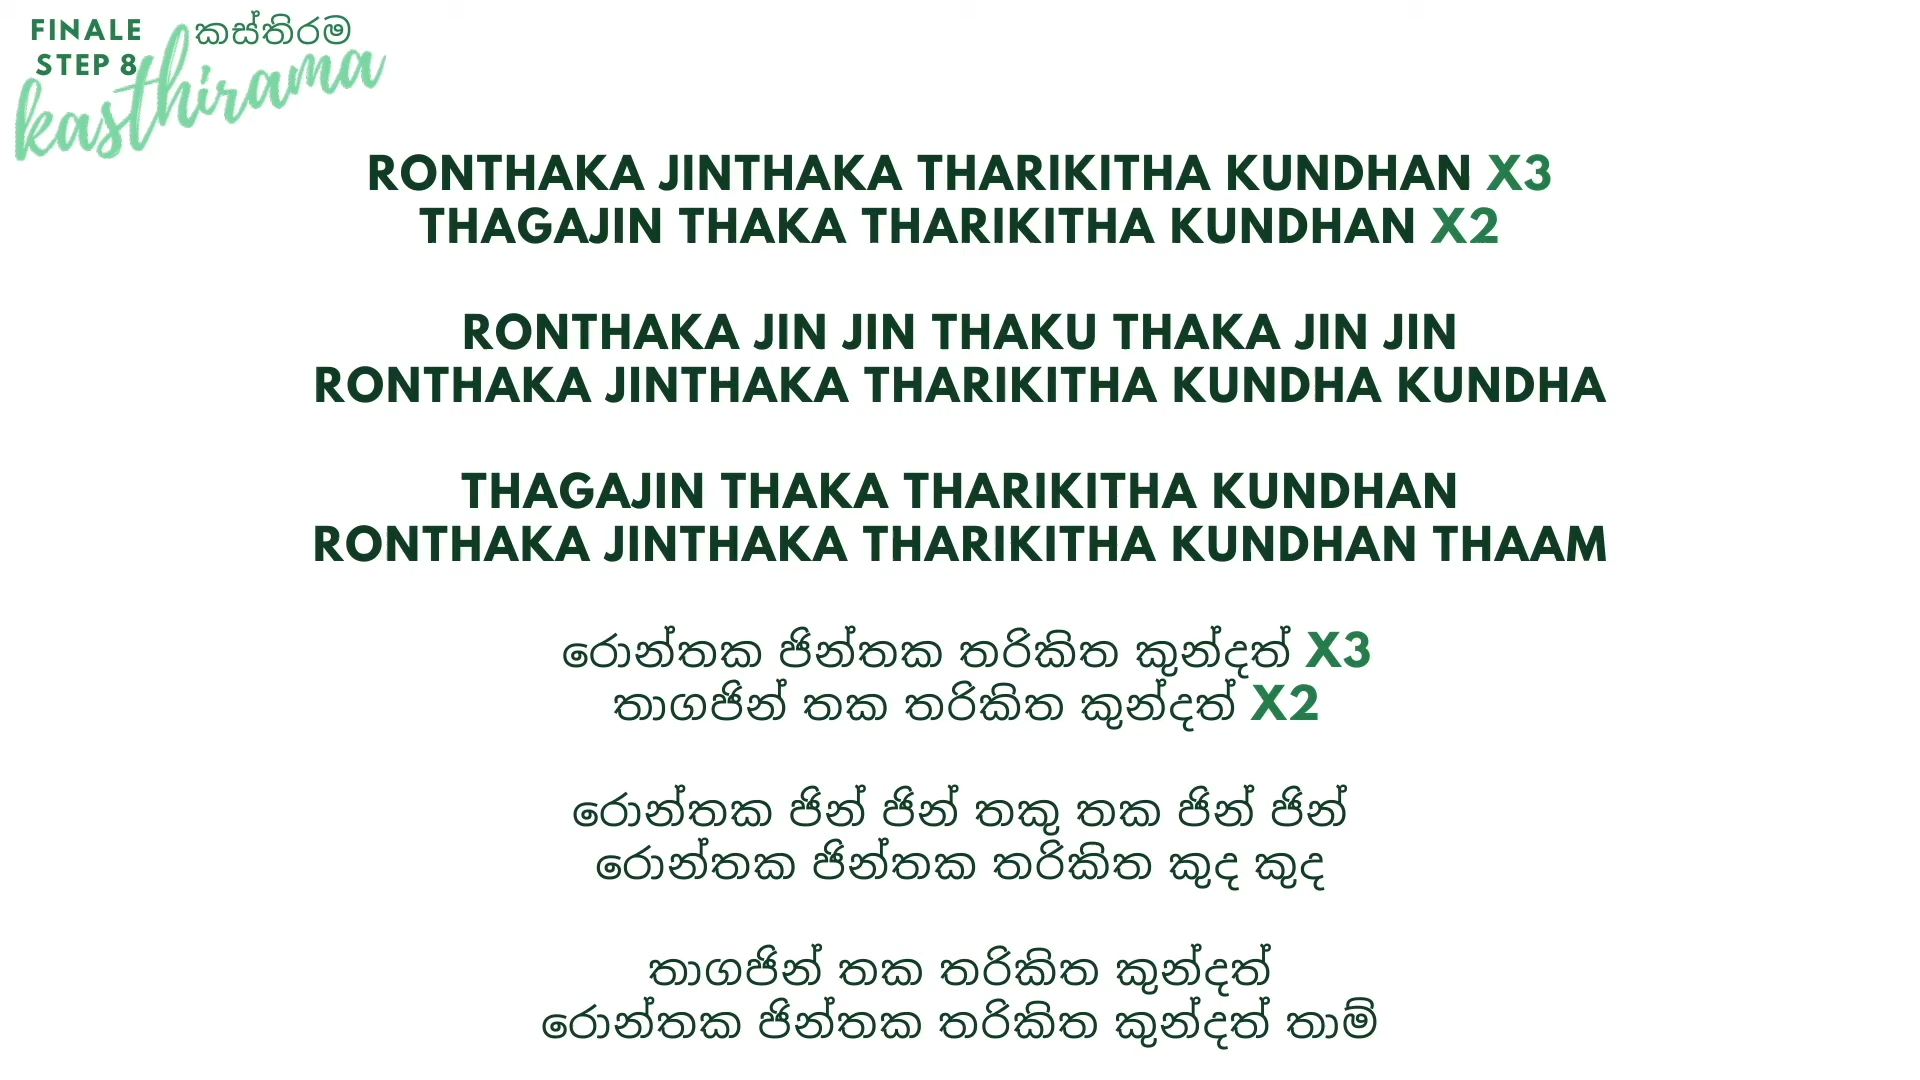 FINALE
STEP 8
කස්තිරම
kasthirama
RONTHAKA JINTHAKA THARIKITHA KUNDHAN X3
THAGAJIN THAKA THARIKITHA KUNDHAN X2
RONTHAKA JIN JIN THAKU THAKA JIN JIN
RONTHAKA JINTHAKA THARIKITHA KUNDHA KUNDHA
THAGAJIN THAKA THARIKITHA KUNDHAN
RONTHAKA JINTHAKA THARIKITHA KUNDHAN THAAM
රොන්තක ජින්තක තරිකිත කුන්දත් X3
තාගජින් තක තරිකිත කුන්දත් X2
රොන්තක ජින් ජින් තකු තක ජින් ජින්
රොන්තක ජින්තක තරිකිත කුද කුද
තාගජින් තක තරිකිත කුන්දත්
රොන්තක ජින්තක තරිකිත කුන්දත් තාම්